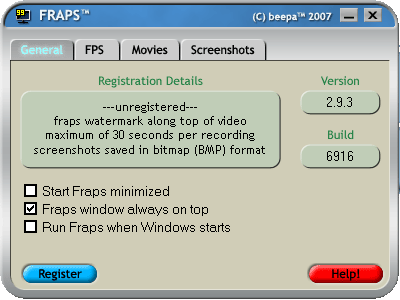 99
FRAPS™
(C) beepa™ 2007
General
FPS
Movies
Screenshots
Registration Details
Version
---unregistered---
fraps watermark along top of video
maximum of 30 seconds per recording
screenshots saved in bitmap (BMP) format
2.9.3
Build
6916
Start Fraps minimized
Fraps window always on top
Run Fraps when Windows starts
Register
Help!